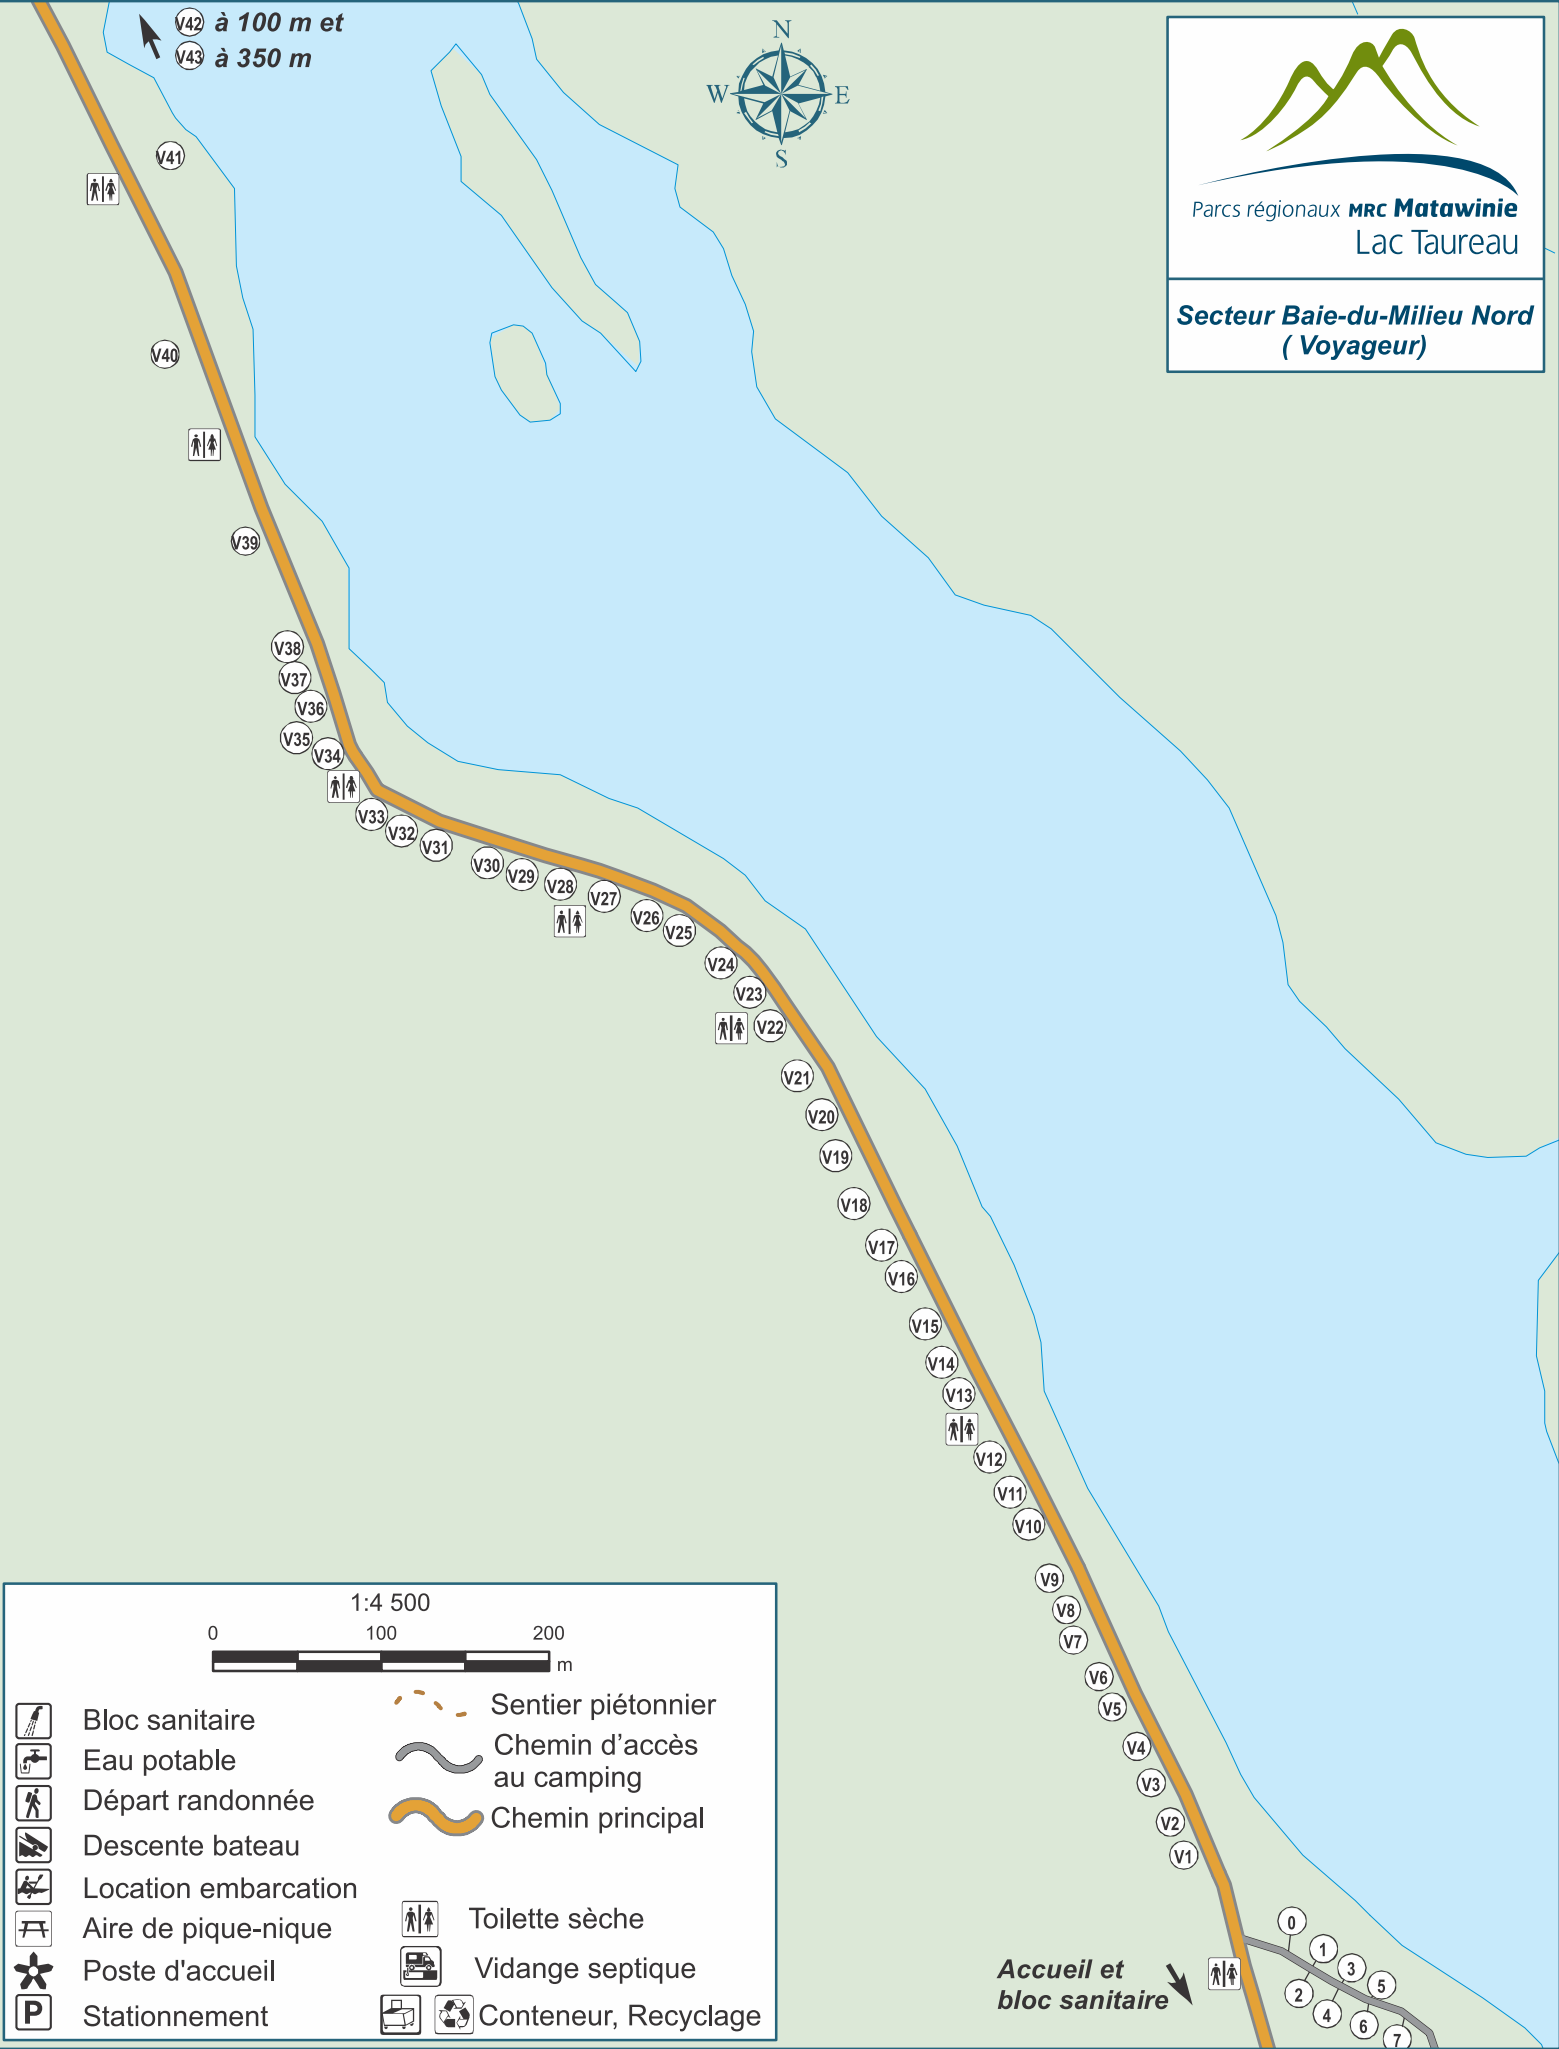 V42 à 100 m et
V43 à 350 m
N
W E
S
Parcs régionaux MRC Matawinie
Lac Taureau
Secteur Baie-du-Milieu Nord
( Voyageur)
V41
V40
V39
V38
V37
V36
V35
V34
V33
V32
V31
V30
V29
V28
V27
V26
V25
V24
V23
V22
V21
V20
V19
V18
V17
V16
V15
V14
V13
V12
V11
V10
V9
V8
V7
V6
V5
V4
V3
V2
V1
0
1
2
3
4
5
6
7
Accueil et
bloc sanitaire
1:4 500
0 100 200
m
Bloc sanitaire
Eau potable
Départ randonnée
Descente bateau
Location embarcation
Aire de pique-nique
Poste d'accueil
P Stationnement
Sentier piétonnier
Chemin d’accès
au camping
Chemin principal
Toilette sèche
Vidange septique
Conteneur, Recyclage